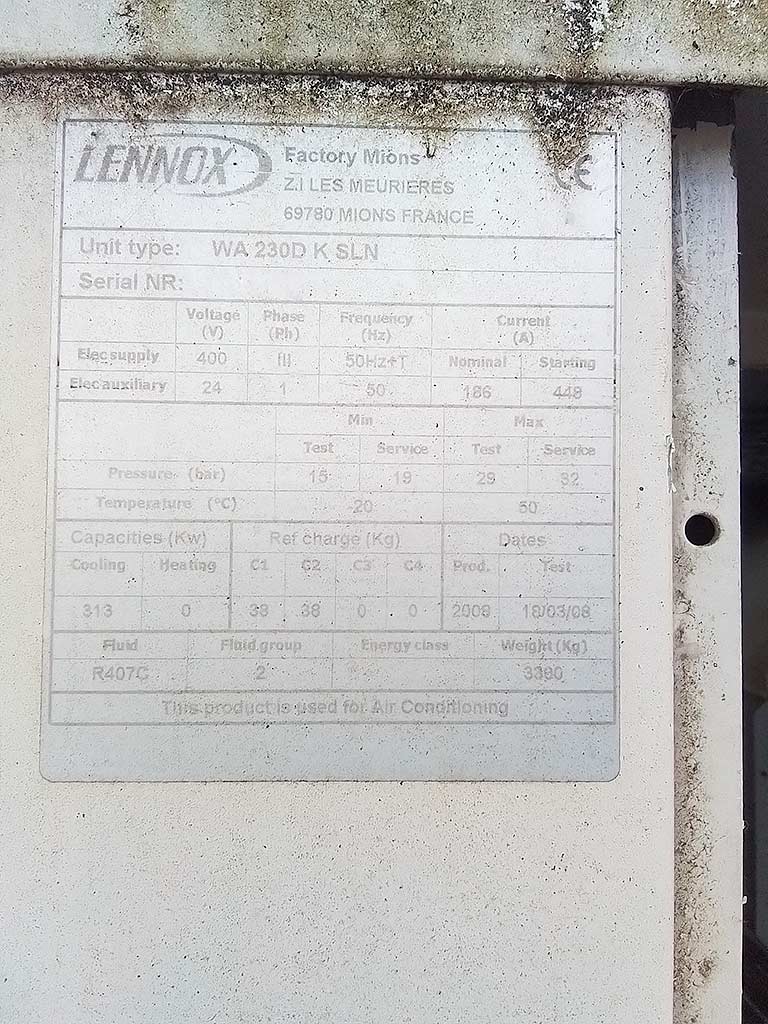 LENNOX
Factory Mions
Z.I LES MEURIERES
69780 MIONS FRANCE
CE
Unit type: WA 230D K SLN
Serial NR:
Voltage (V) Phase (Ph) Frequency (Hz) Current (A)
Elec supply 400 III 50Hz+T Nominal Starting
Elec auxiliary 24 1 50 186 448
Min Max
Test Service Test Service
Pressure (bar) 15 19 29 32
Temperature (°C) -20 50
Capacities (Kw) Ref charge (Kg) Dates
Cooling Heating C1 C2 C3 C4 Prod. Test
313 0 38 38 0 0 2008 18/03/08
Fluid Fluid group Energy class Weight (Kg)
R407C 2
This product is used for Air Conditioning